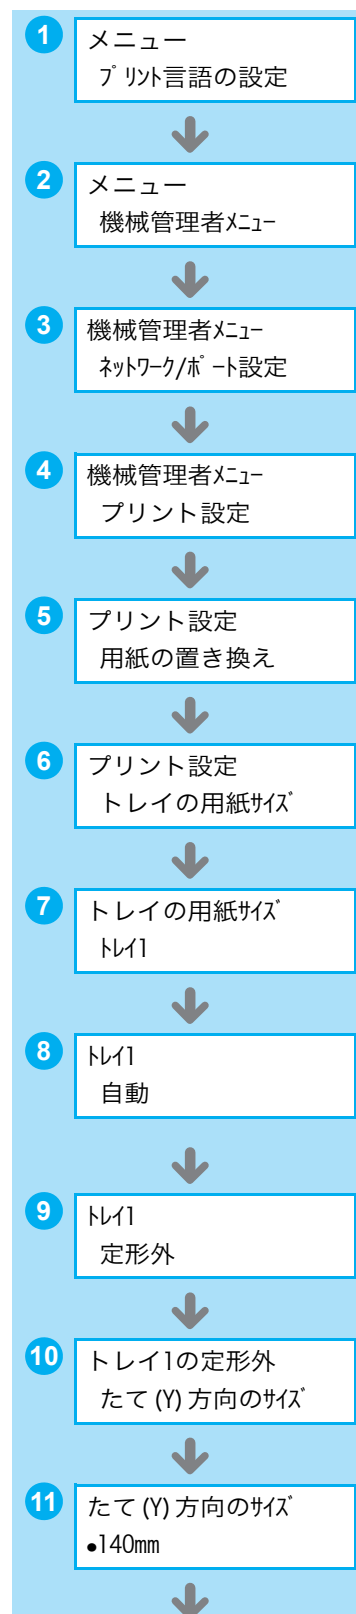 1
メニュー
プリント言語の設定
2
メニュー
機械管理者ﾒﾆｭｰ
3
機械管理者ﾒﾆｭｰ
ﾈｯﾄﾜｰｸ/ﾎﾟｰﾄ設定
4
機械管理者ﾒﾆｭｰ
プリント設定
5
プリント設定
用紙の置き換え
6
プリント設定
トレイの用紙ｻｲｽﾞ
7
トレイの用紙ｻｲｽﾞ
ﾄﾚｲ1
8
ﾄﾚｲ1
自動
9
ﾄﾚｲ1
定形外
10
トレイ1の定形外
たて(Y)方向のｻｲｽﾞ
11
たて(Y)方向のｻｲｽﾞ
●140mm